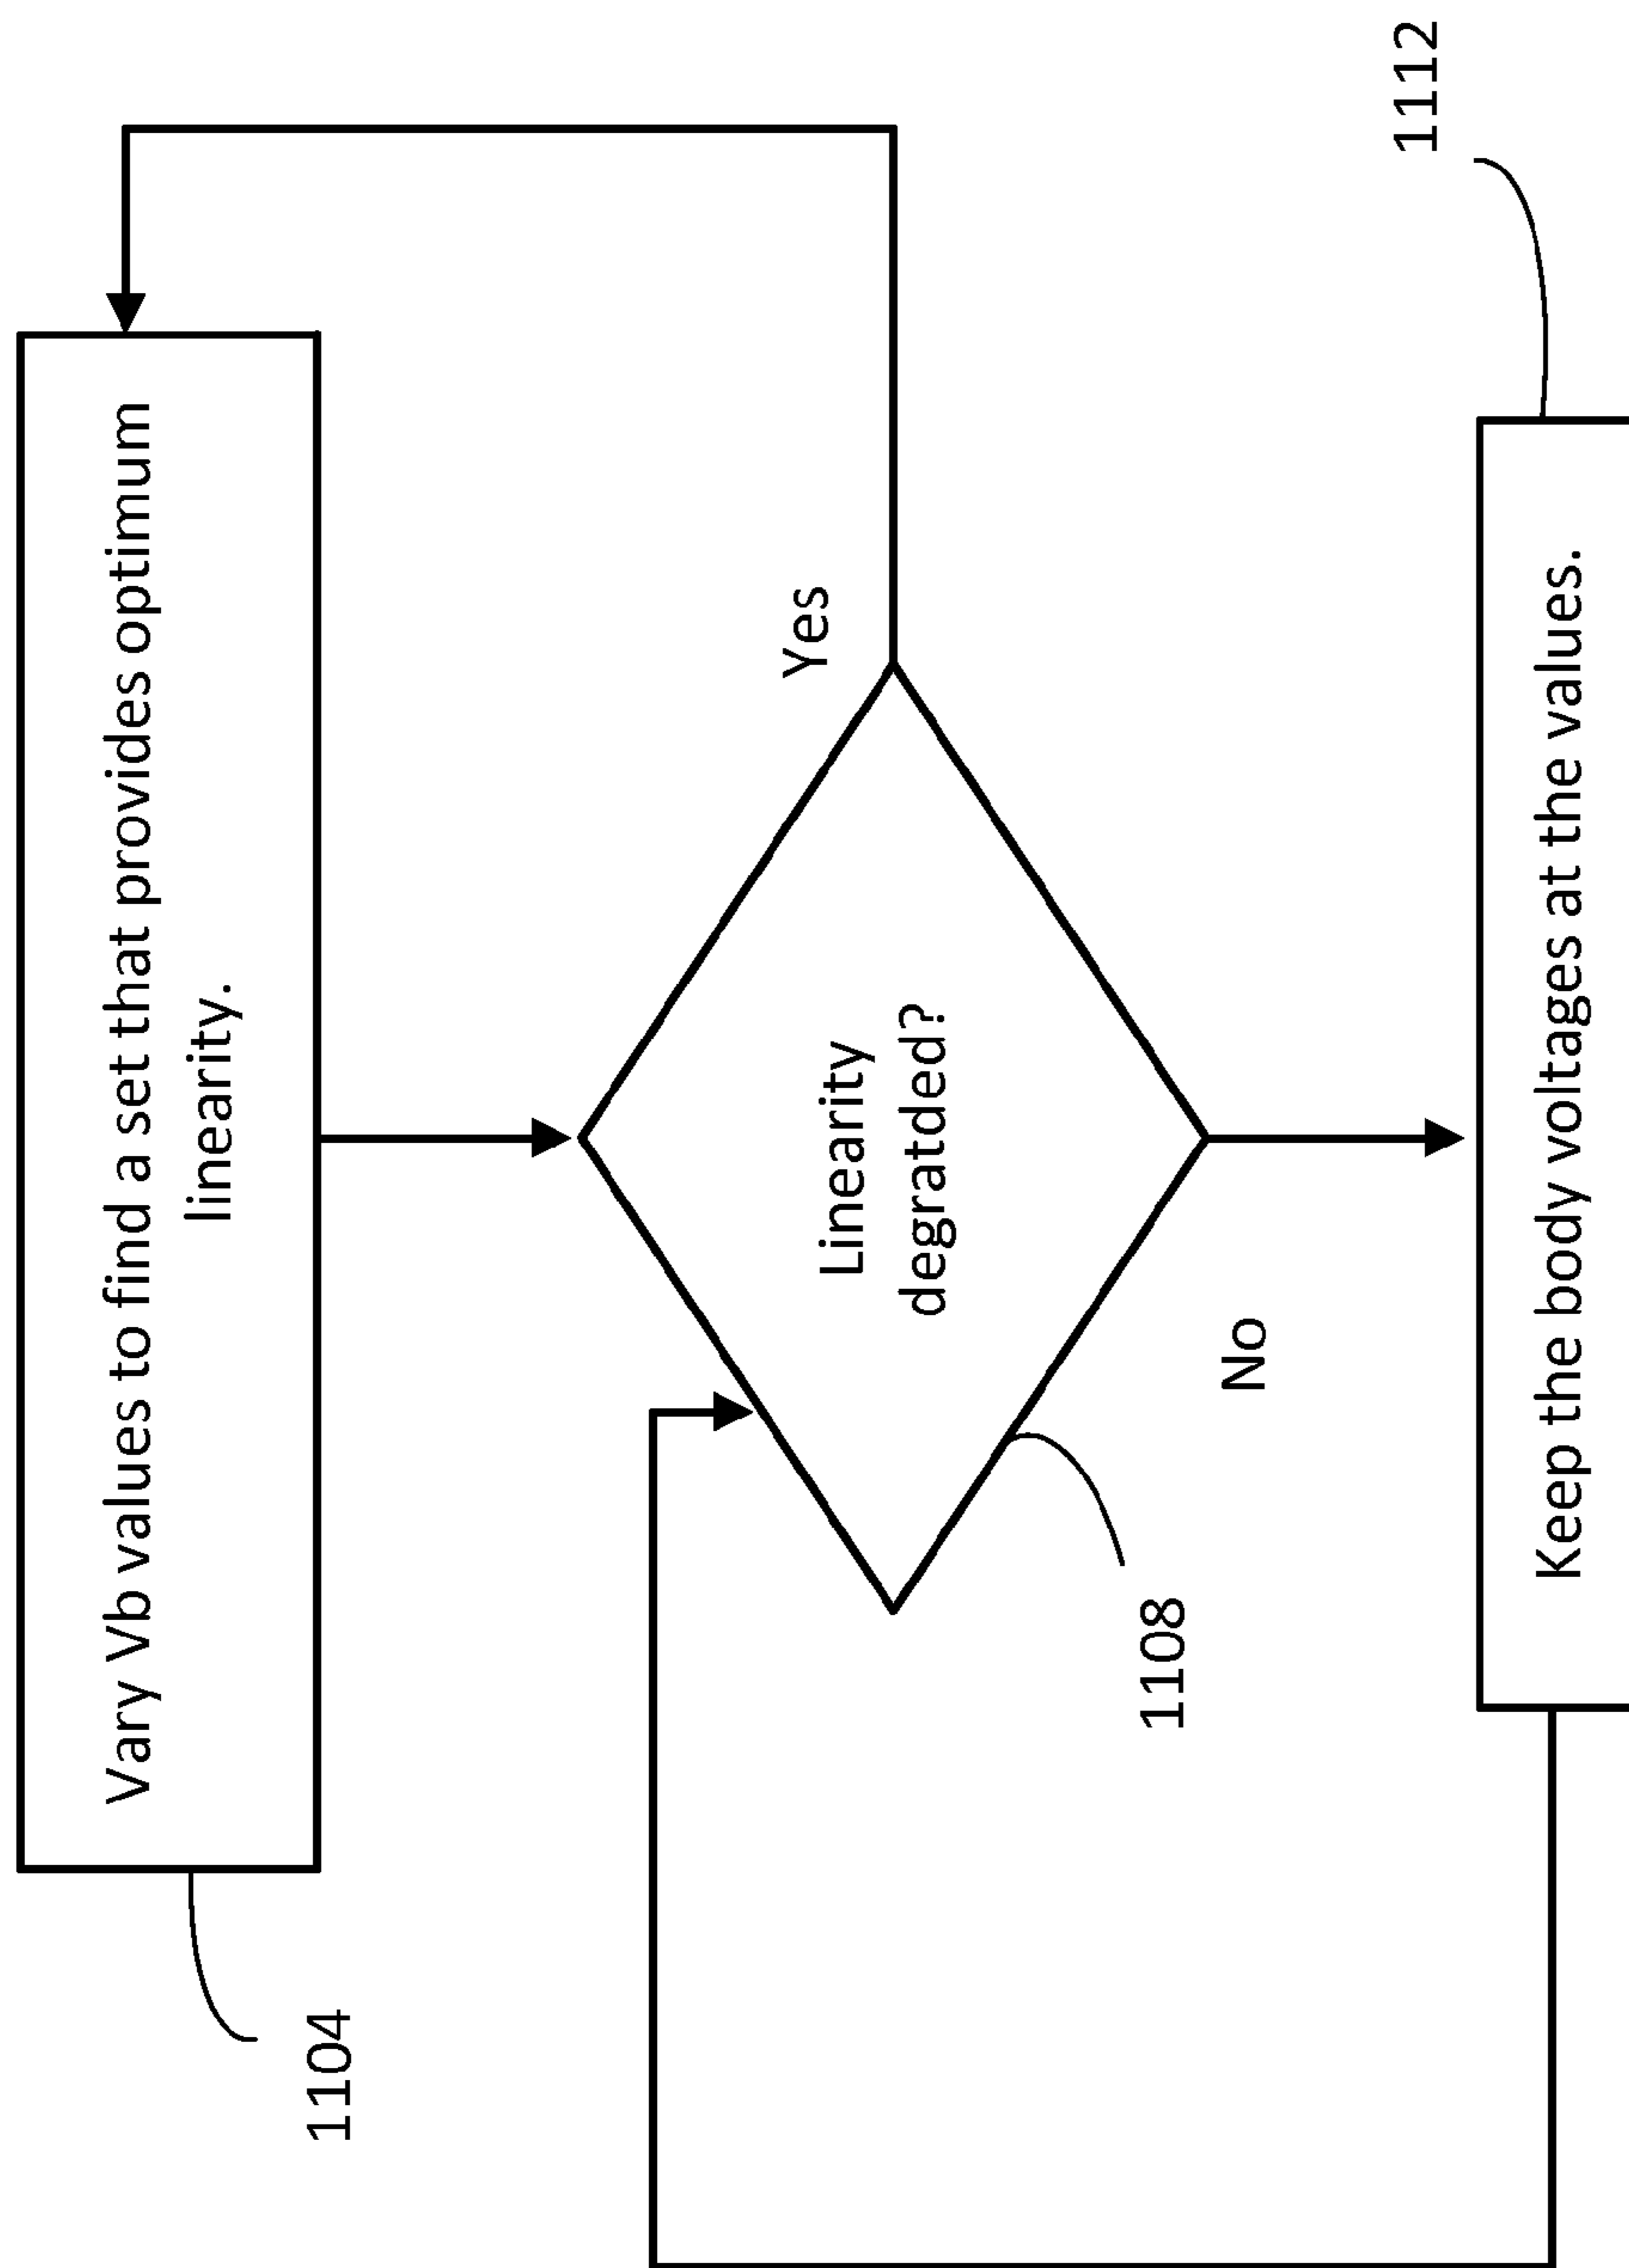 Vary Vb values to find a set that provides optimum
linearity.
1104
Yes
Linearity
degratded?
No
1108
1112
Keep the body voltages at the values.